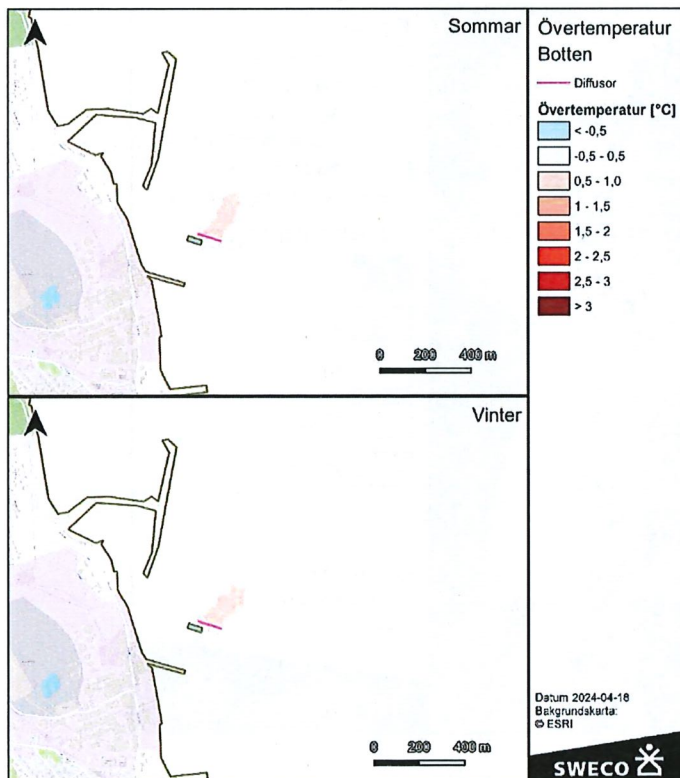 Sommar
0 200 400 m
Vinter
0 200 400 m
Övertemperatur
Botten
Diffusor
Övertemperatur [°C]
< -0,5
-0,5 - 0,5
0,5 - 1,0
1 - 1,5
1,5 - 2
2 - 2,5
2,5 - 3
> 3
Datum 2024-04-18
Bakgrundskarta:
© ESRI
SWECO